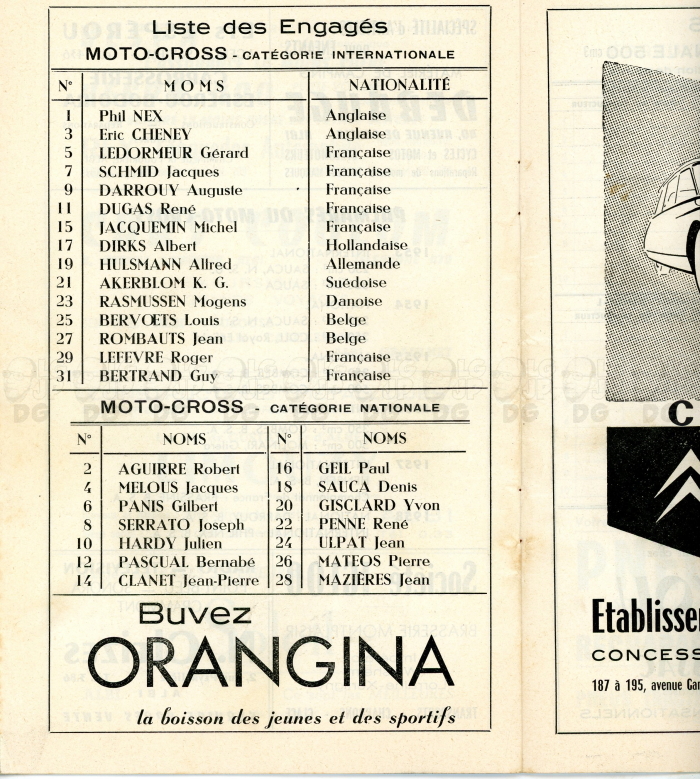 Liste des Engagés
MOTO-CROSS - CATÉGORIE INTERNATIONALE
N° MOMS NATIONALITÉ
1 Phil NEX Anglaise
3 Eric CHENEY Anglaise
5 LEDORMEUR Gérard Française
7 SCHMID Jacques Française
9 DARROUY Auguste Française
11 DUGAS René Française
15 JACQUEMIN Michel Française
17 DIRKS Albert Hollandaise
19 HULSMANN Alfred Allemande
21 AKERBLOM K. G. Suédoise
23 RASMUSSEN Mogens Danoise
25 BERVŒTS Louis Belge
27 ROMBAUTS Jean Belge
29 LEFEVRE Roger Française
31 BERTRAND Guy Française
MOTO-CROSS - CATÉGORIE NATIONALE
N° NOMS N° NOMS
2 AGUIRRE Robert 16 GEIL Paul
4 MELOUS Jacques 18 SAUCA Denis
6 PANIS Gilbert 20 GISCLARD Yvon
8 SERRATO Joseph 22 PENNE René
10 HARDY Julien 24 ULPAT Jean
12 PASCUAL Bernabé 26 MATEOS Pierre
14 CLANET Jean-Pierre 28 MAZIÈRES Jean
Buvez
ORANGINA
la boisson des jeunes et des sportifs
C
Etablisse
CONCESS
187 à 195, avenue Ga